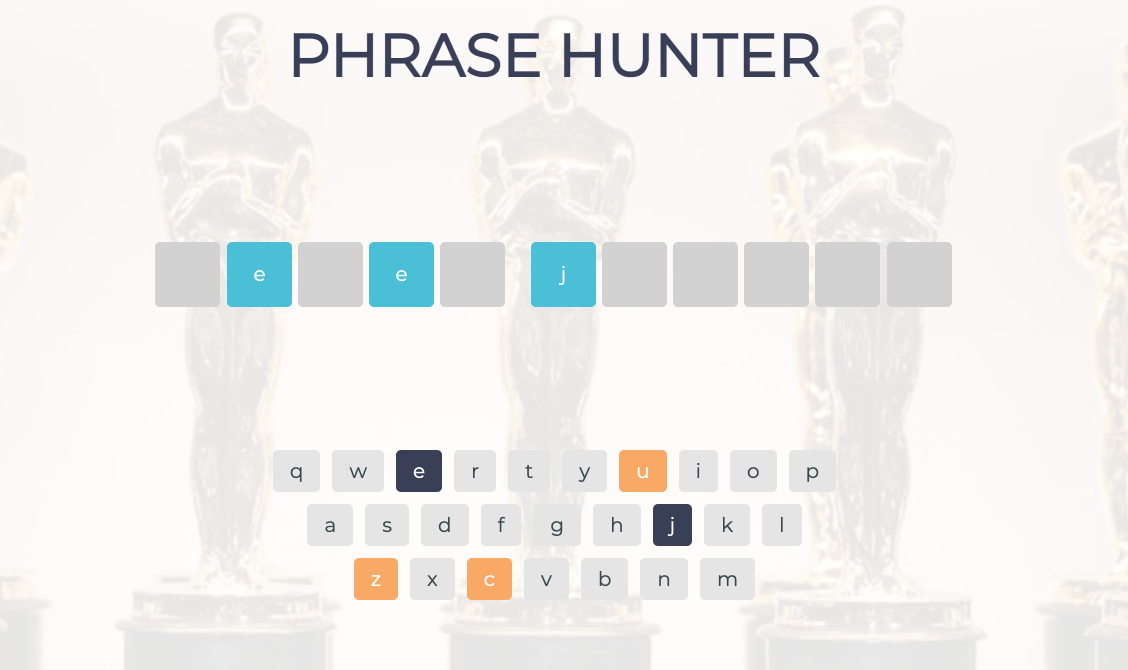 PHRASE HUNTER
e e j
q w e r t y u i o p
a s d f g h j k l
z x c v b n m